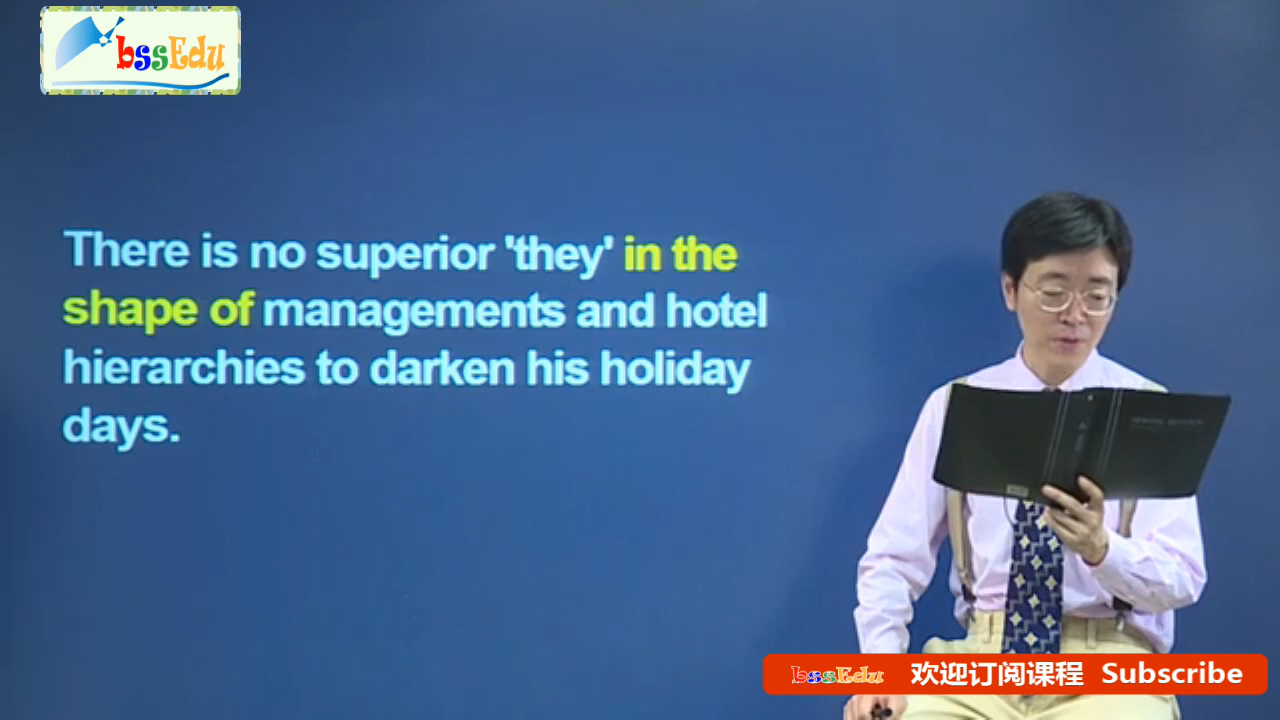 bssEdu
There is no superior 'they' in the
shape of managements and hotel
hierarchies to darken his holiday
days.
bssEdu 欢迎订阅课程 Subscribe